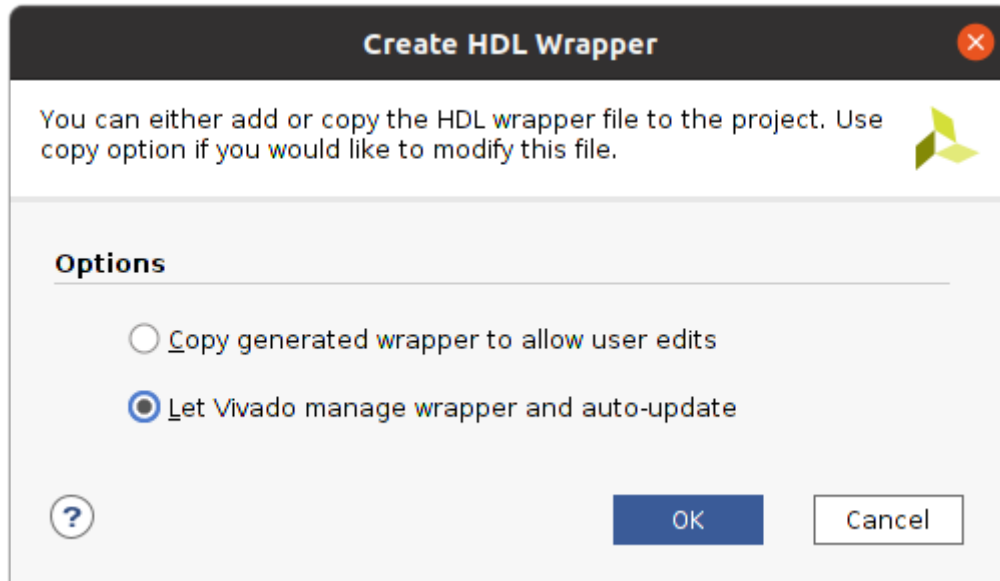 Create HDL Wrapper
You can either add or copy the HDL wrapper file to the project. Use
copy option if you would like to modify this file.
Options
Copy generated wrapper to allow user edits
Let Vivado manage wrapper and auto-update
?
OK
Cancel